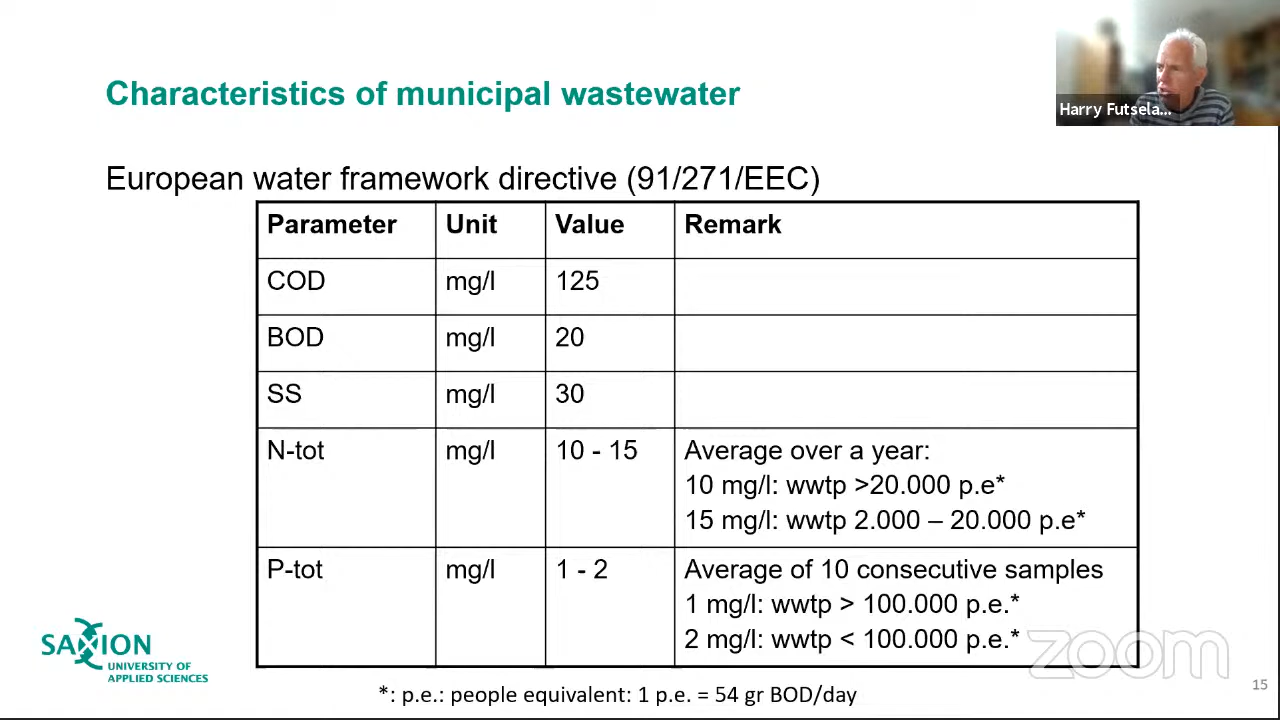 Harry Futsela...
Characteristics of municipal wastewater
European water framework directive (91/271/EEC)
Parameter Unit Value Remark
COD mg/l 125
BOD mg/l 20
SS mg/l 30
N-tot mg/l 10 - 15 Average over a year:
10 mg/l: wwtp >20.000 p.e*
15 mg/l: wwtp 2.000 – 20.000 p.e*
P-tot mg/l 1 - 2 Average of 10 consecutive samples
1 mg/l: wwtp > 100.000 p.e.*
2 mg/l: wwtp < 100.000 p.e.*
zoom
SAXION
UNIVERSITY OF
APPLIED SCIENCES
*: p.e.: people equivalent: 1 p.e. = 54 gr BOD/day
15